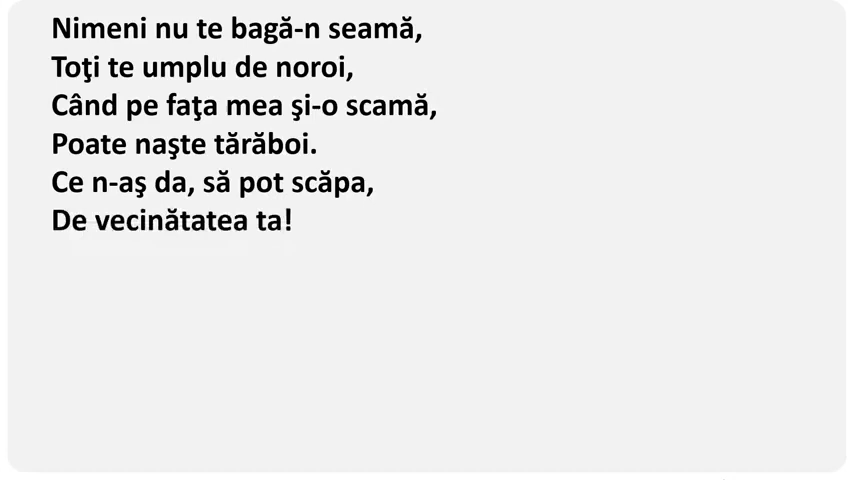 Nimeni nu te bagă-n seamă,
Toţi te umplu de noroi,
Când pe faţa mea şi-o scamă,
Poate naşte tărăboi.
Ce n-aş da, să pot scăpa,
De vecinătatea ta!